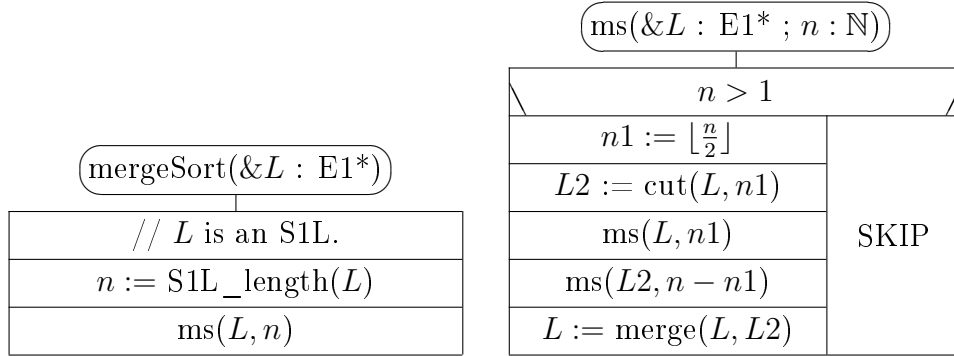 mergeSort(&L : E1*)
// L is an S1L.
n := S1L_length(L)
ms(L, n)
ms(&L : E1* ; n : ℕ)
n > 1
n1 := ⌊n/2⌋
L2 := cut(L, n1)
ms(L, n1)
ms(L2, n − n1)
L := merge(L, L2)
SKIP